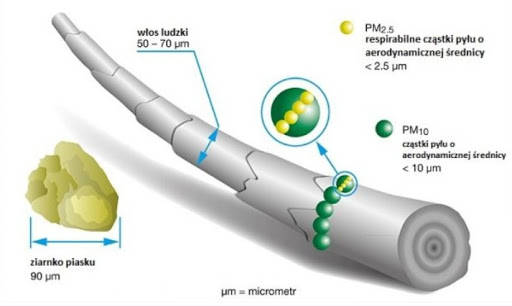 włos ludzki
50 – 70 µm
PM2.5
respirabilne cząstki pyłu o
aerodynamicznej średnicy
< 2.5 µm
PM10
cząstki pyłu o
aerodynamicznej średnicy
< 10 µm
ziarnko piasku
90 µm
µm = micrometr